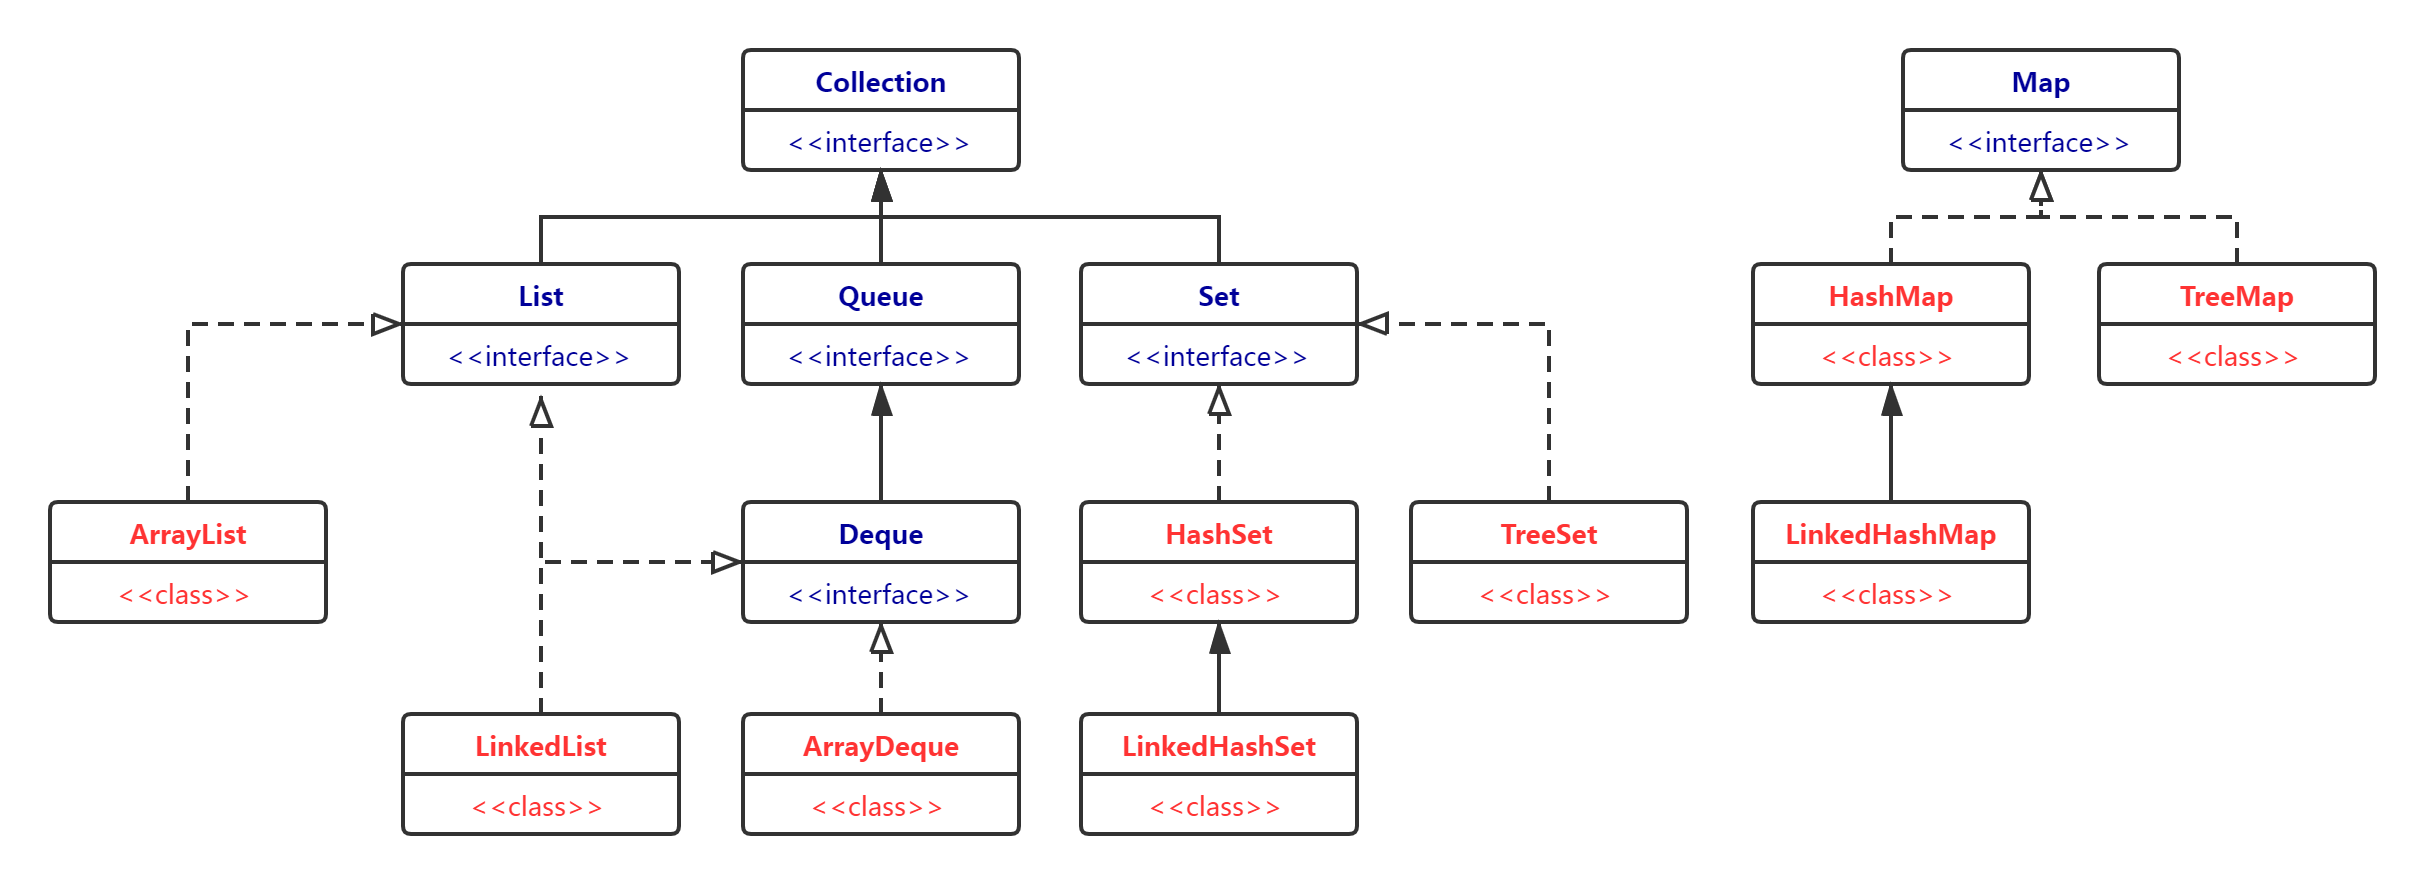 Collection
<<interface>>
Map
<<interface>>
List
<<interface>>
Queue
<<interface>>
Set
<<interface>>
HashMap
<<class>>
TreeMap
<<class>>
ArrayList
<<class>>
Deque
<<interface>>
HashSet
<<class>>
TreeSet
<<class>>
LinkedHashMap
<<class>>
LinkedList
<<class>>
ArrayDeque
<<class>>
LinkedHashSet
<<class>>